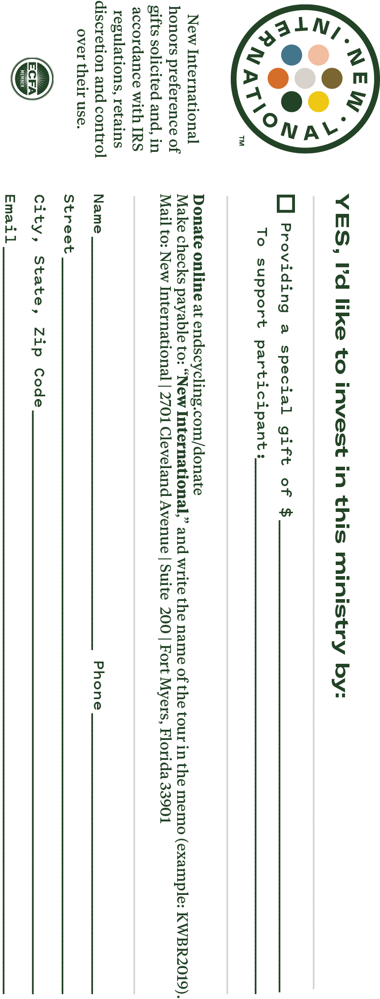 NEW · INTERNATIONAL ·
TM
New International
honors preference of
gifts solicited and, in
accordance with IRS
regulations, retains
discretion and control
over their use.
ECFA
MEMBER
YES, I’d like to invest in this ministry by:
Providing a special gift of $
To support participant:
Donate online at endscycling.com/donate
Make checks payable to: “New International,” and write the name of the tour in the memo (example: KWBR2019).
Mail to: New International | 2701 Cleveland Avenue | Suite 200 | Fort Myers, Florida 33901
Name Phone
Street
City, State, Zip Code
Email